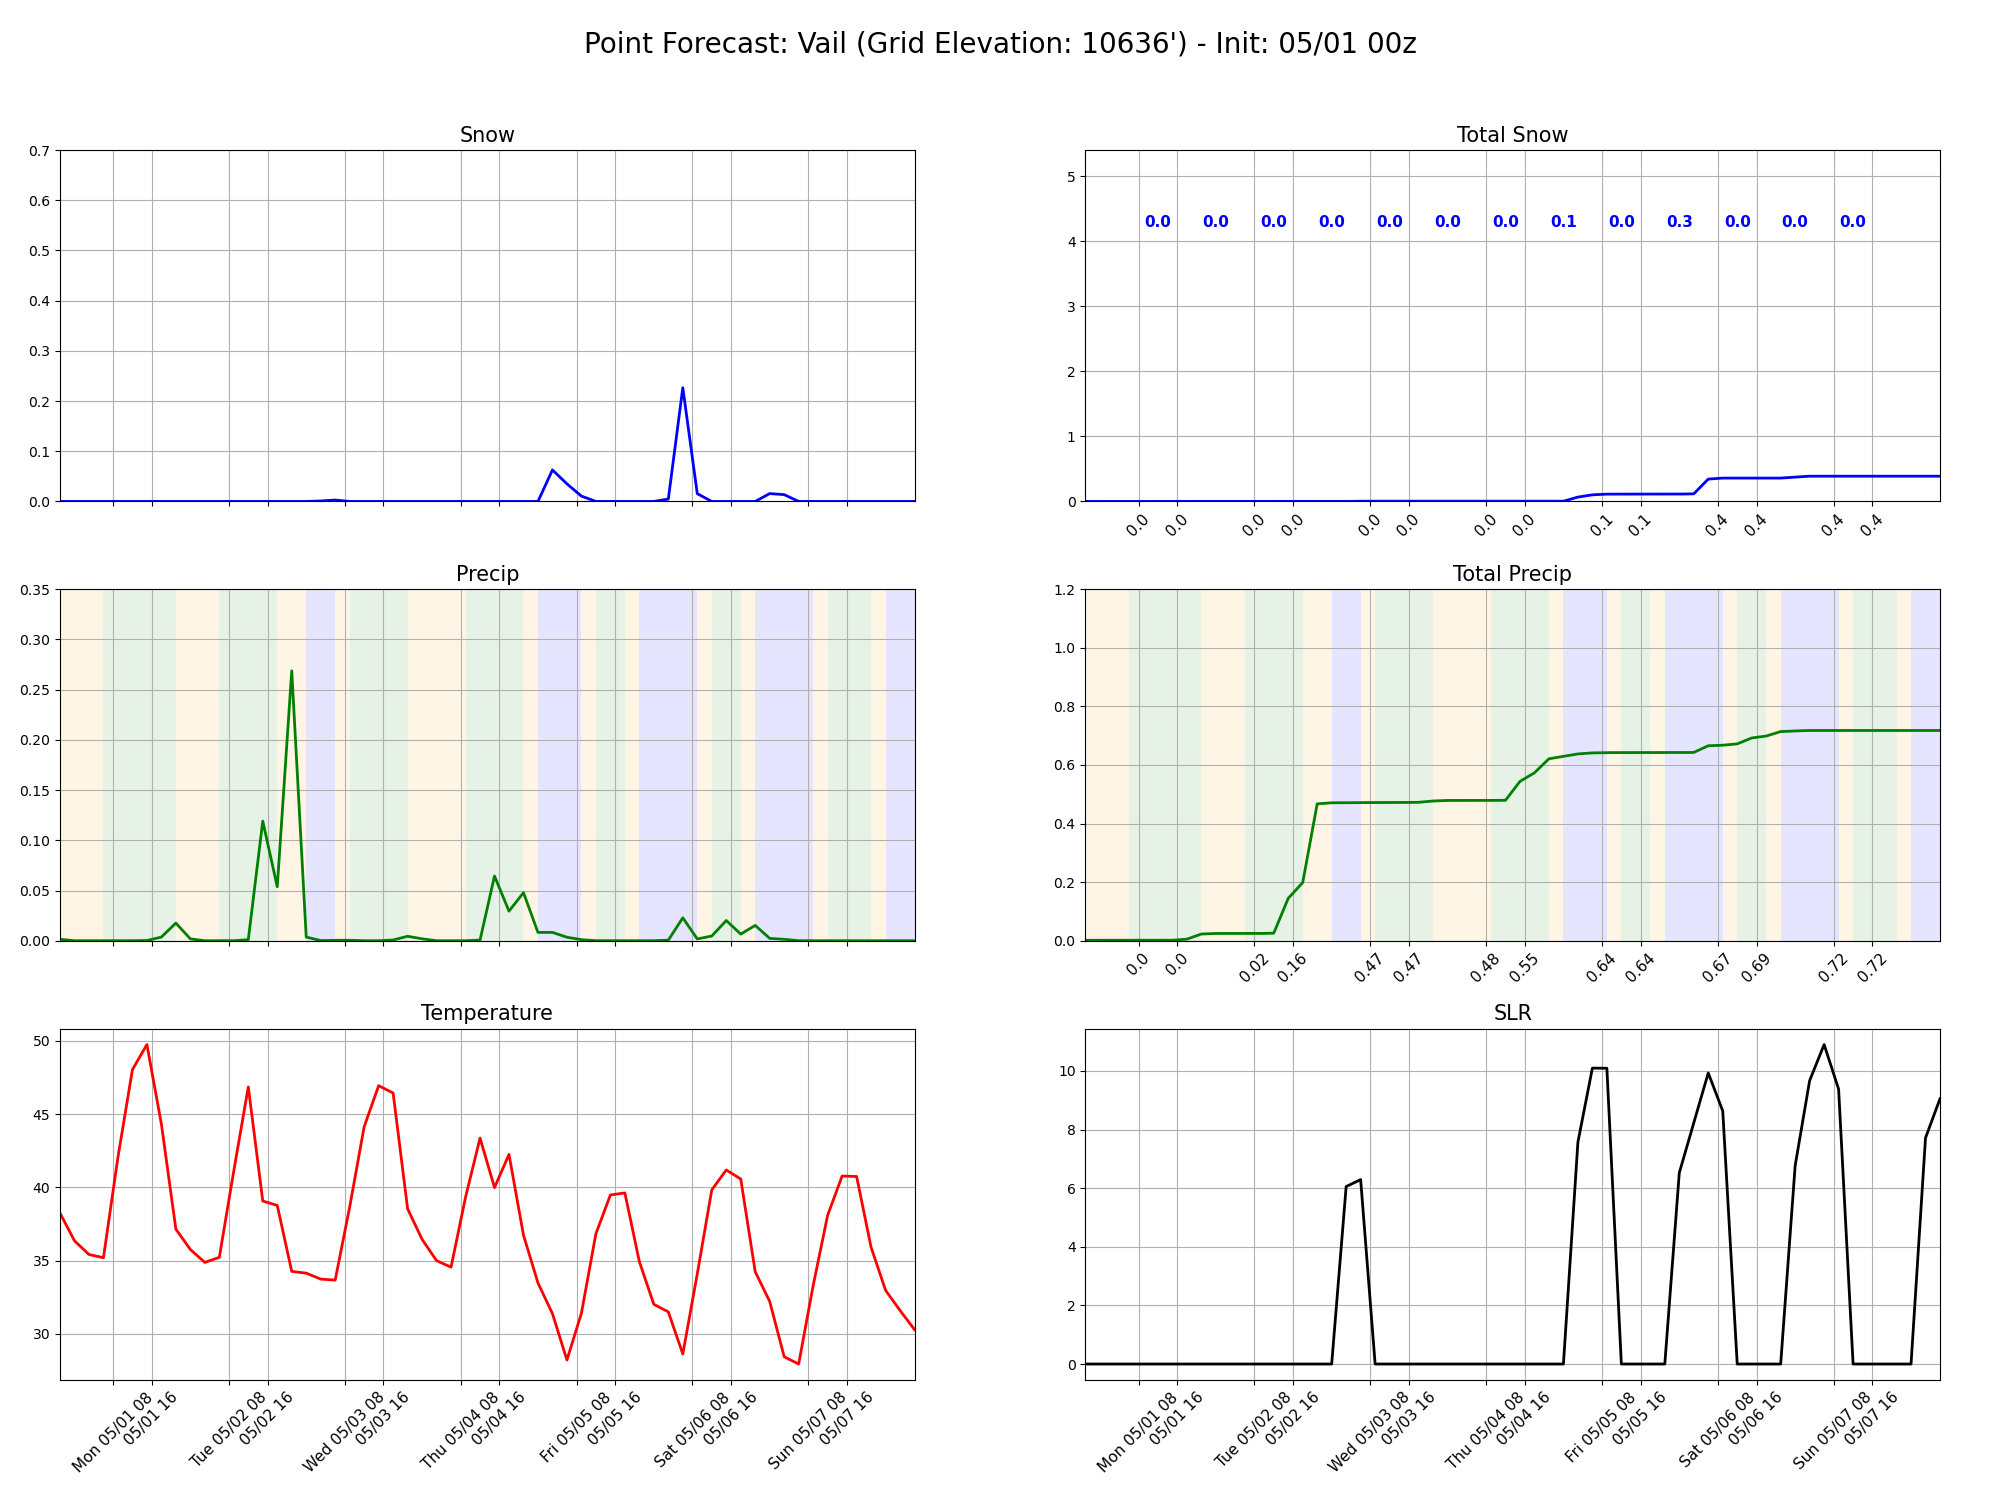 Point Forecast: Vail (Grid Elevation: 10636') - Init: 05/01 00z
Snow
0.7
0.6
0.5
0.4
0.3
0.2
0.1
0.0
Total Snow
5
4
3
2
1
0
0.0 0.0 0.0 0.0 0.0 0.0 0.0 0.1 0.0 0.3 0.0 0.0 0.0
0.0 0.0 0.0 0.0 0.0 0.0 0.0 0.0 0.1 0.1 0.4 0.4 0.4 0.4
Precip
0.35
0.30
0.25
0.20
0.15
0.10
0.05
0.00
Total Precip
1.2
1.0
0.8
0.6
0.4
0.2
0.0
0.0 0.0 0.02 0.16 0.47 0.47 0.48 0.55 0.64 0.64 0.67 0.69 0.72 0.72
Temperature
50
45
40
35
30
Mon 05/01 08
05/01 16
Tue 05/02 08
05/02 16
Wed 05/03 08
05/03 16
Thu 05/04 08
05/04 16
Fri 05/05 08
05/05 16
Sat 05/06 08
05/06 16
Sun 05/07 08
05/07 16
SLR
10
8
6
4
2
0
Mon 05/01 08
05/01 16
Tue 05/02 08
05/02 16
Wed 05/03 08
05/03 16
Thu 05/04 08
05/04 16
Fri 05/05 08
05/05 16
Sat 05/06 08
05/06 16
Sun 05/07 08
05/07 16